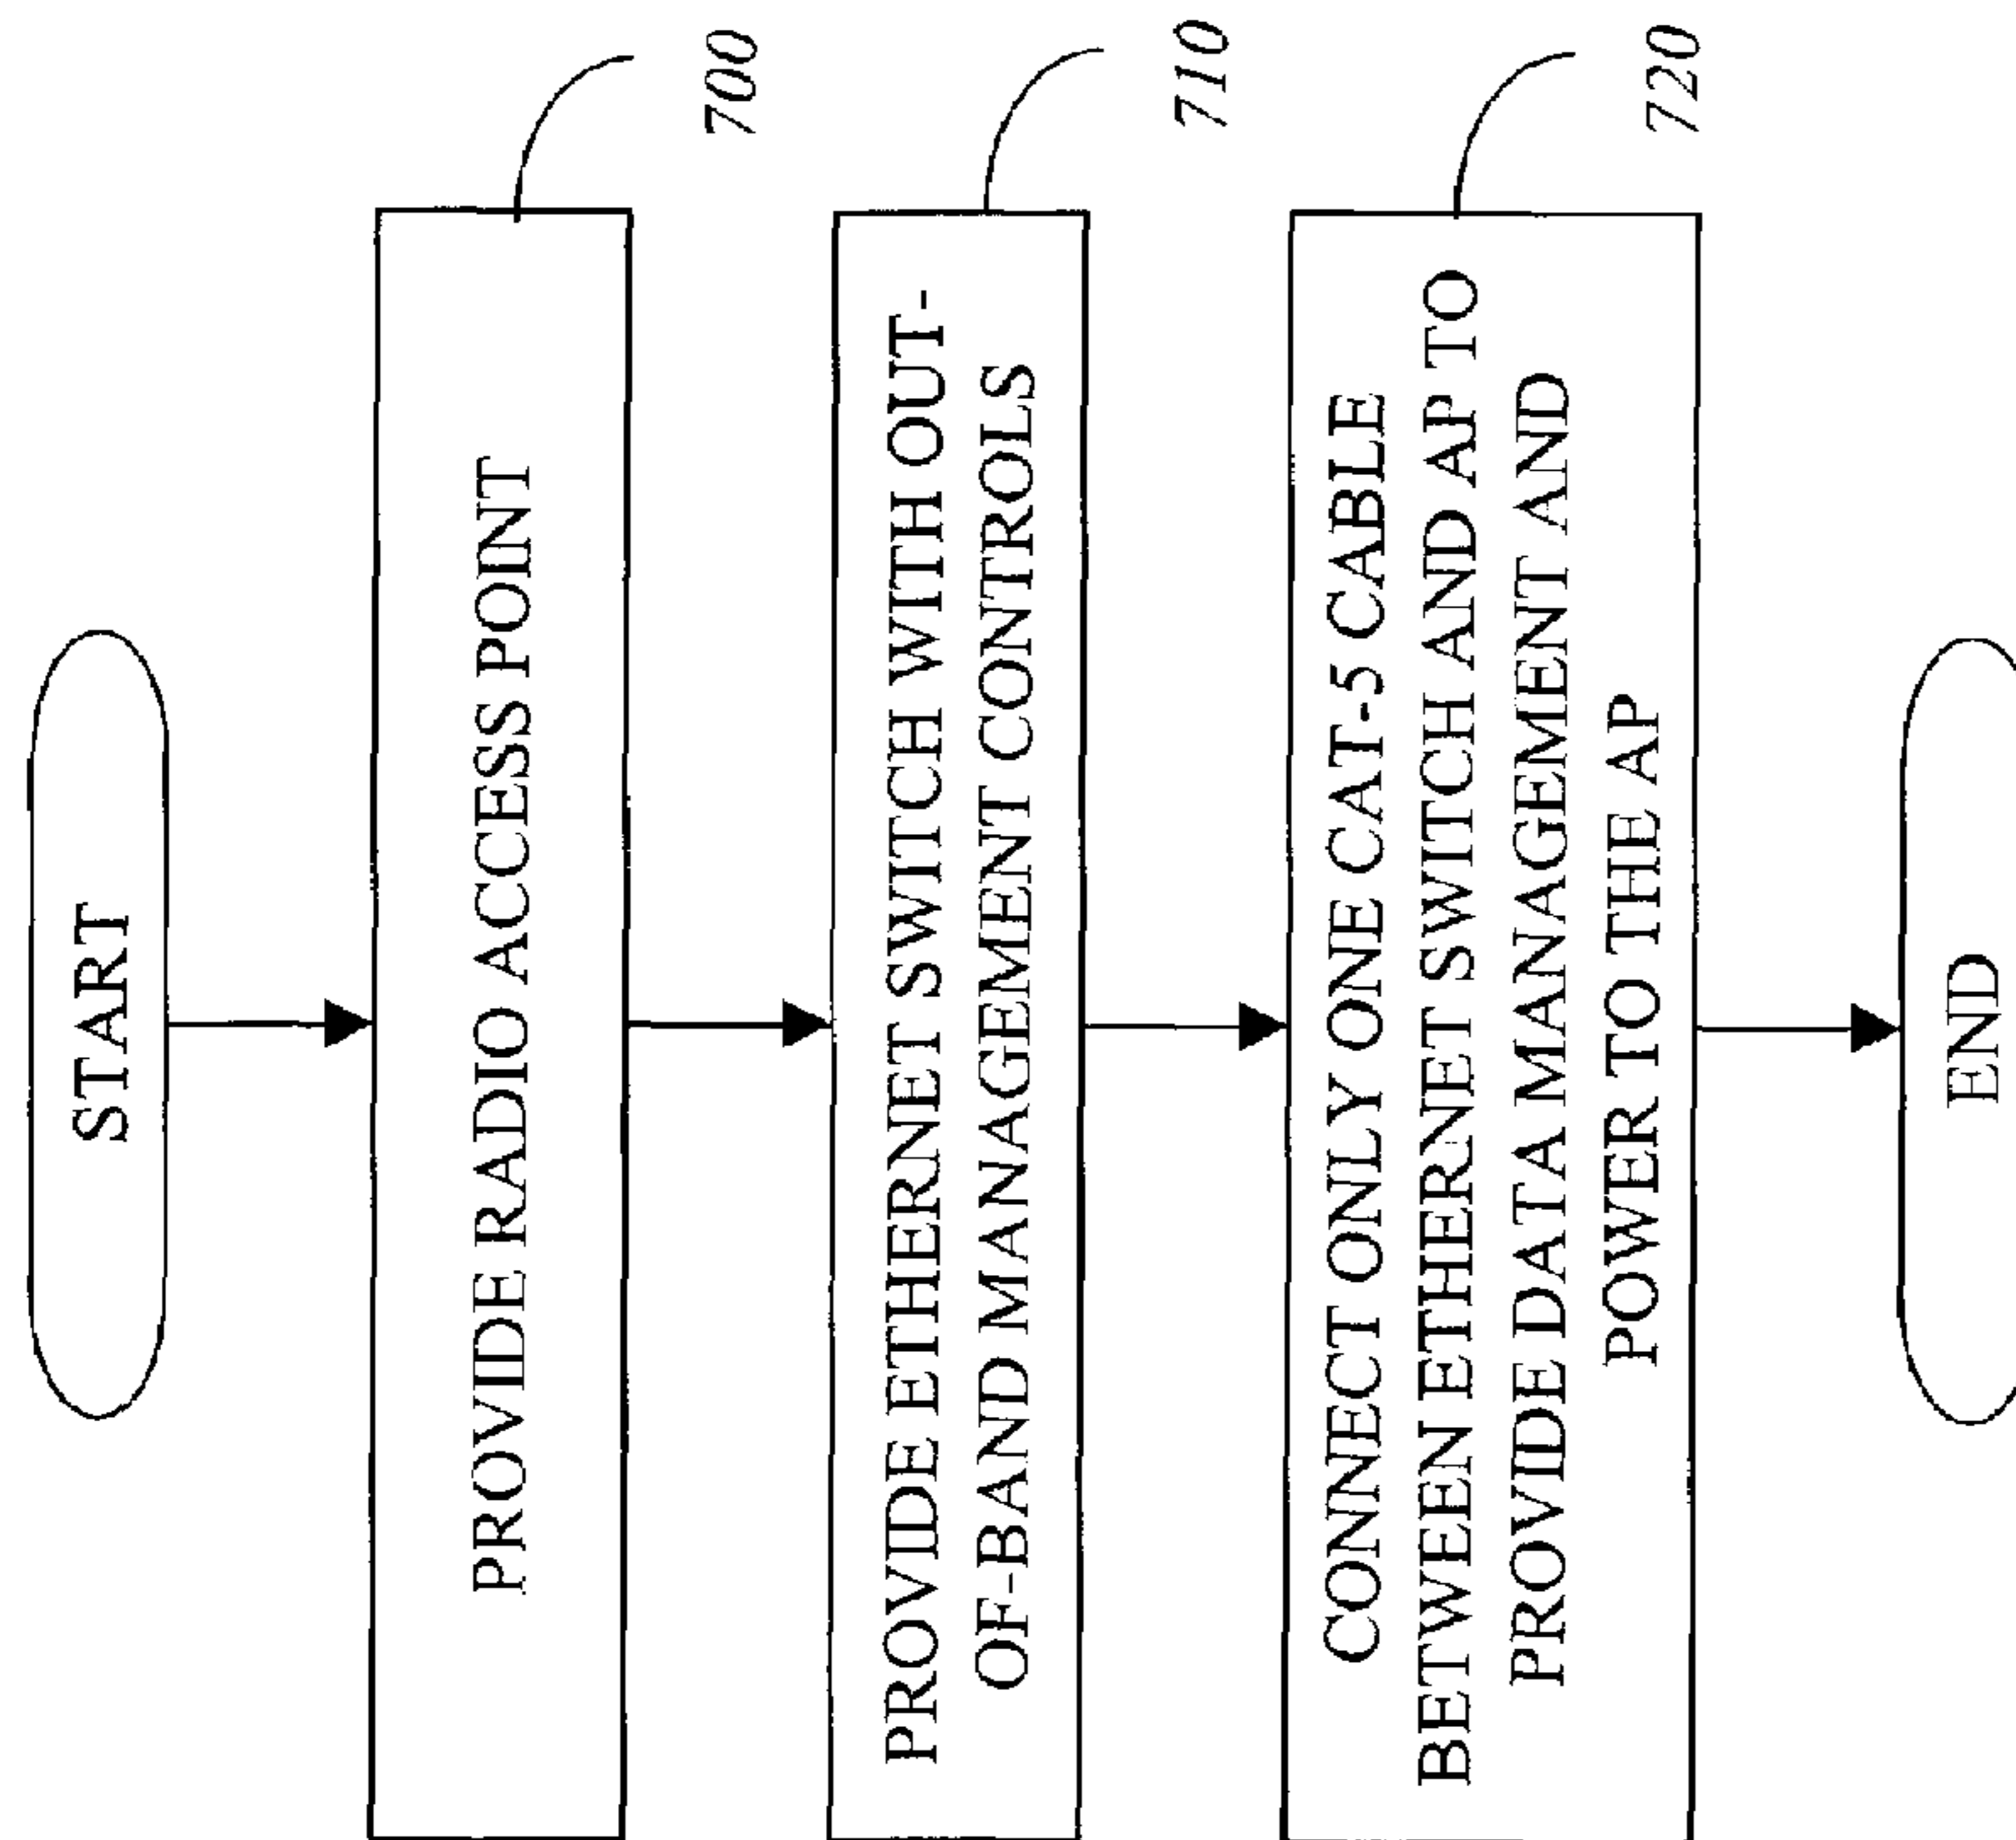 START
PROVIDE RADIO ACCESS POINT
700
PROVIDE ETHERNET SWITCH WITH OUT-
OF-BAND MANAGEMENT CONTROLS
710
CONNECT ONLY ONE CAT-5 CABLE
BETWEEN ETHERNET SWITCH AND AP TO
PROVIDE DATA MANAGEMENT AND
POWER TO THE AP
720
END